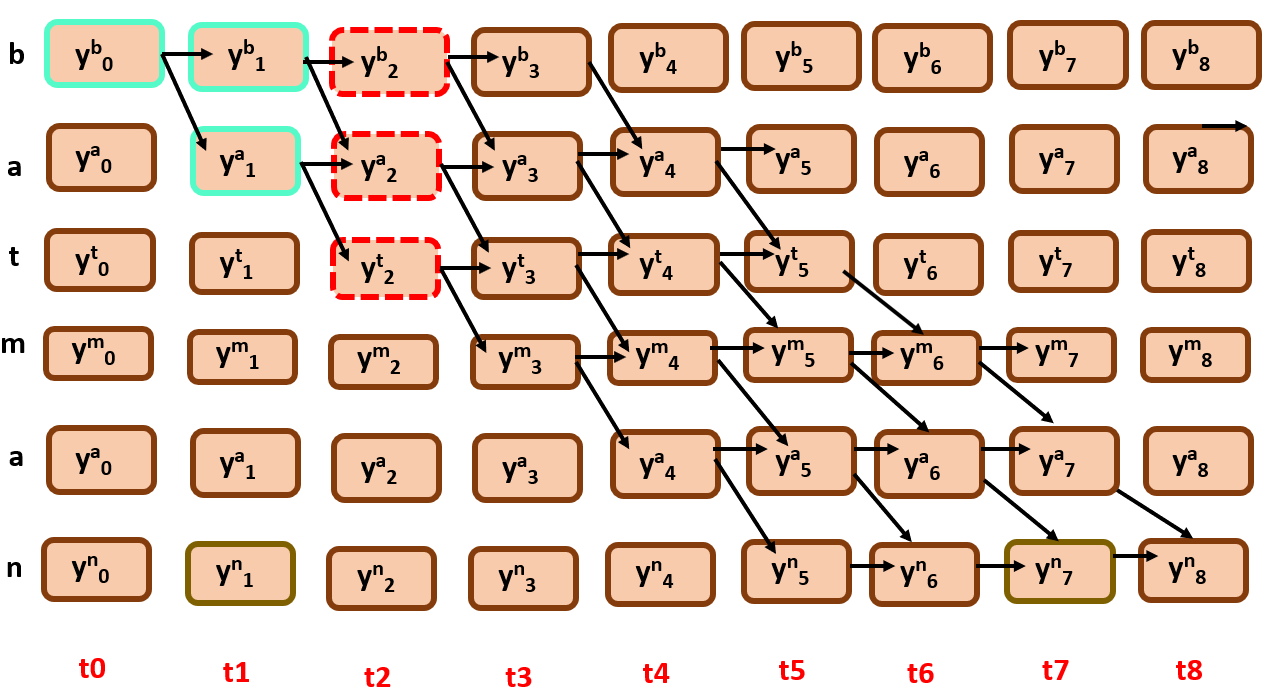 b y^b_0 y^b_1 y^b_2 y^b_3 y^b_4 y^b_5 y^b_6 y^b_7 y^b_8
a y^a_0 y^a_1 y^a_2 y^a_3 y^a_4 y^a_5 y^a_6 y^a_7 y^a_8
t y^t_0 y^t_1 y^t_2 y^t_3 y^t_4 y^t_5 y^t_6 y^t_7 y^t_8
m y^m_0 y^m_1 y^m_2 y^m_3 y^m_4 y^m_5 y^m_6 y^m_7 y^m_8
a y^a_0 y^a_1 y^a_2 y^a_3 y^a_4 y^a_5 y^a_6 y^a_7 y^a_8
n y^n_0 y^n_1 y^n_2 y^n_3 y^n_4 y^n_5 y^n_6 y^n_7 y^n_8
t0 t1 t2 t3 t4 t5 t6 t7 t8